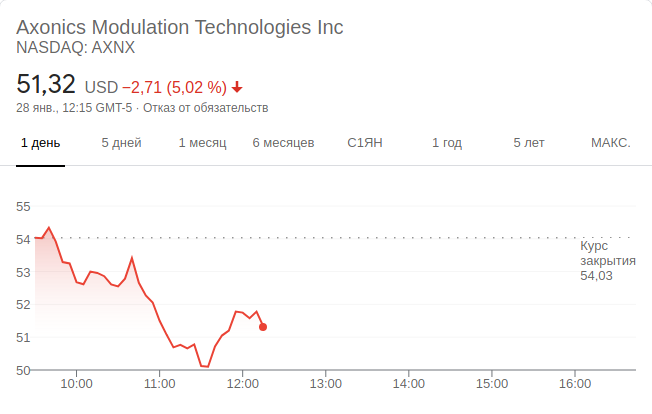 Axonics Modulation Technologies Inc
NASDAQ: AXNX
51,32 USD −2,71 (5,02 %)
28 янв., 12:15 GMT-5 · Отказ от обязательств
1 день 5 дней 1 месяц 6 месяцев С1ЯН 1 год 5 лет МАКС.
55
54
Курс
закрытия
54,03
53
52
51
50
10:00 11:00 12:00 13:00 14:00 15:00 16:00